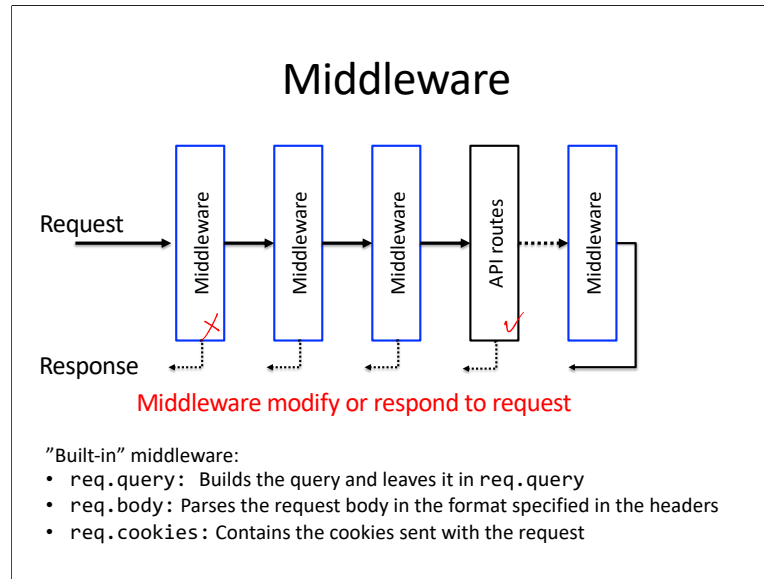 Middleware
Request
Middleware
Middleware
Middleware
API routes
Middleware
Response
Middleware modify or respond to request
”Built-in” middleware:
• req.query: Builds the query and leaves it in req.query
• req.body: Parses the request body in the format specified in the headers
• req.cookies: Contains the cookies sent with the request